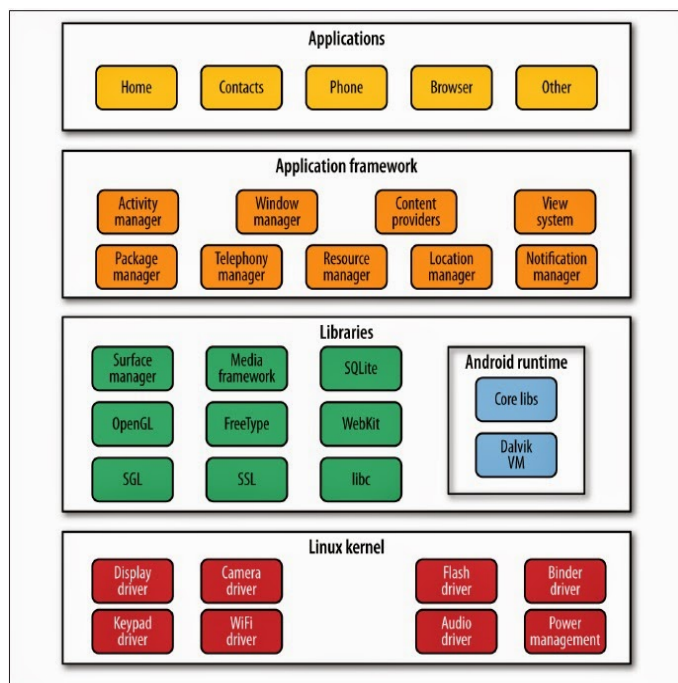 Applications
Home
Contacts
Phone
Browser
Other
Application framework
Activity
manager
Window
manager
Content
providers
View
system
Package
manager
Telephony
manager
Resource
manager
Location
manager
Notification
manager
Libraries
Surface
manager
Media
framework
SQLite
OpenGL
FreeType
WebKit
SGL
SSL
libc
Android runtime
Core libs
Dalvik
VM
Linux kernel
Display
driver
Camera
driver
Flash
driver
Binder
driver
Keypad
driver
WiFi
driver
Audio
driver
Power
management